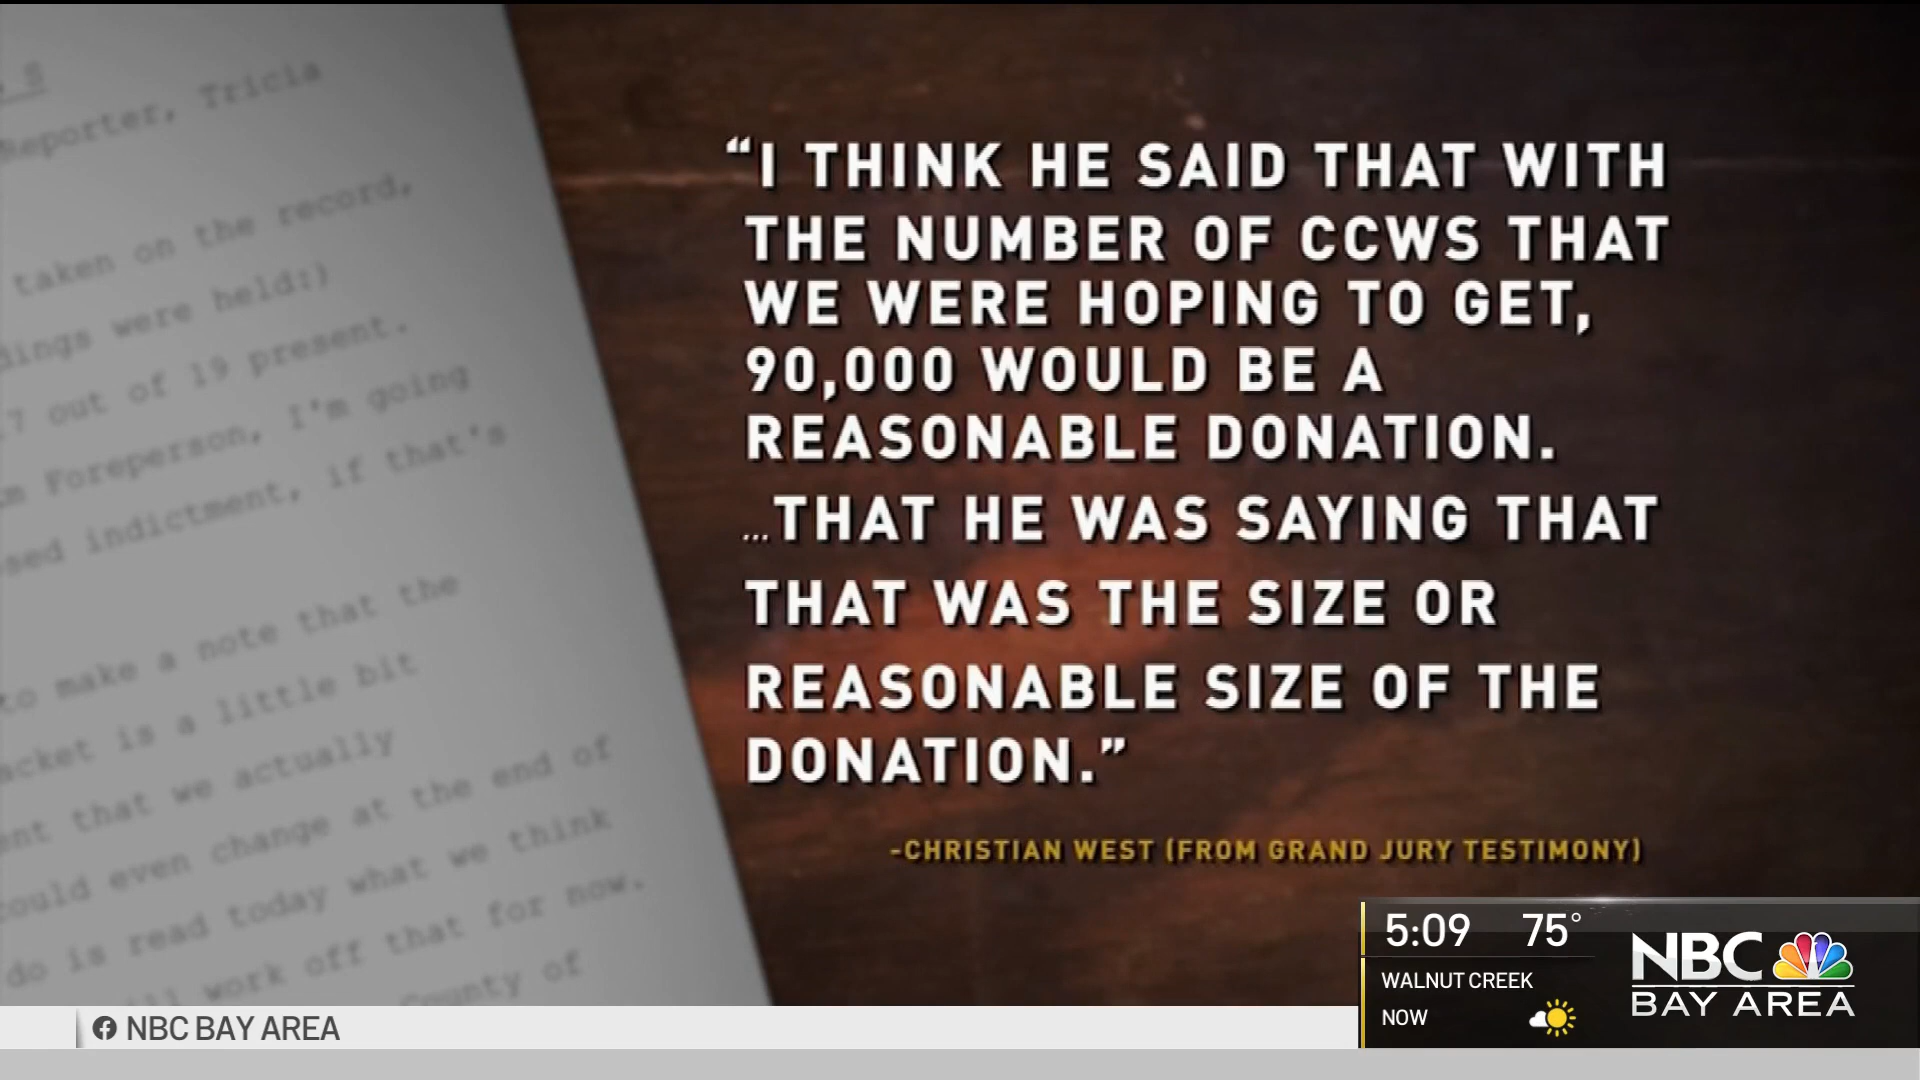 S
Reporter, Tricia
taken on the record,
dings were held:)
17 out of 19 present.
Foreperson, I'm going
indictment, if that's
to make a note that the
is a little bit
that we actually
could even change at the end of
do is read today what we think
work off that for now.
County of
“I THINK HE SAID THAT WITH
THE NUMBER OF CCWS THAT
WE WERE HOPING TO GET,
90,000 WOULD BE A
REASONABLE DONATION.
...THAT HE WAS SAYING THAT
THAT WAS THE SIZE OR
REASONABLE SIZE OF THE
DONATION.”
-CHRISTIAN WEST (FROM GRAND JURY TESTIMONY)
5:09 75°
WALNUT CREEK
NOW
NBC
BAY AREA
NBC BAY AREA